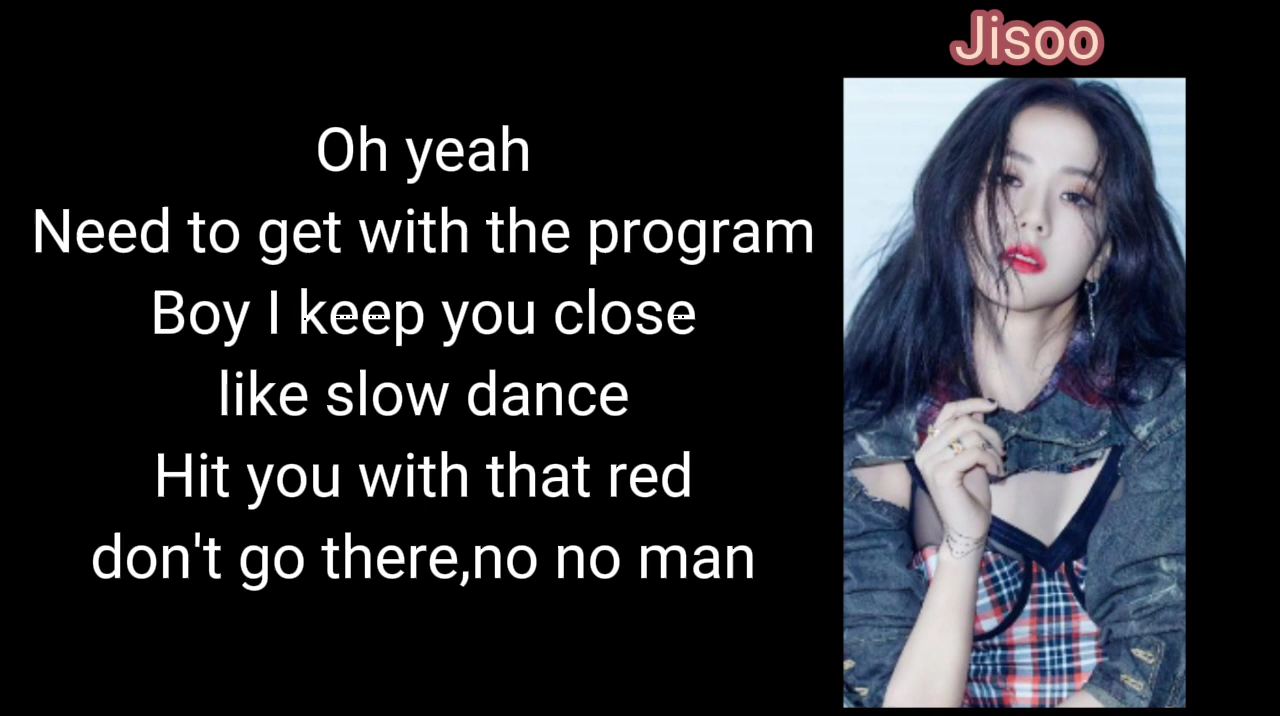 Jisoo
Oh yeah
Need to get with the program
Boy I keep you close
like slow dance
Hit you with that red
don't go there,no no man